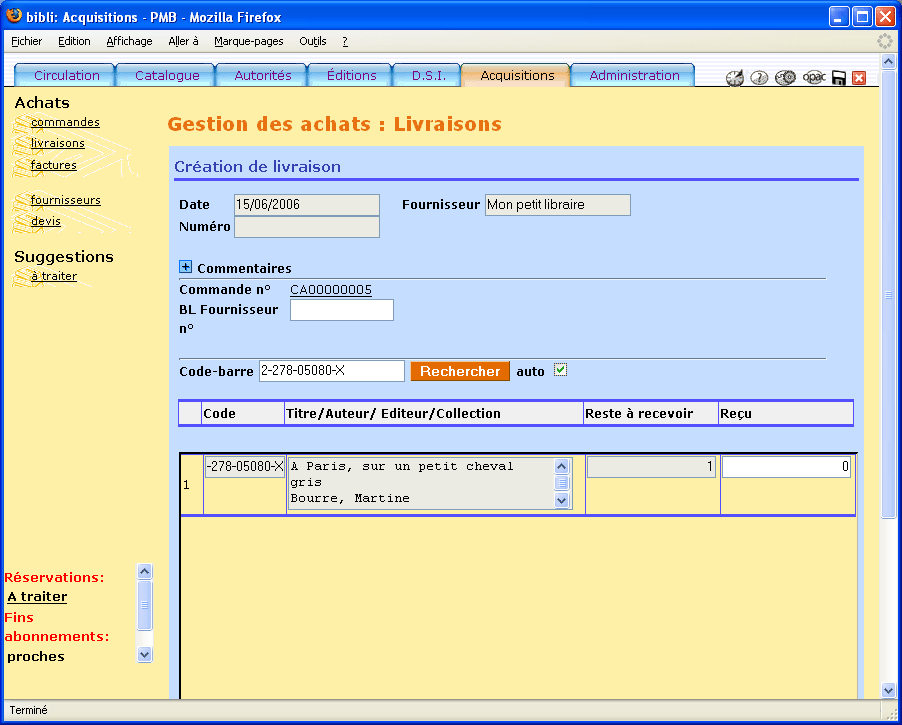 bibli: Acquisitions - PMB - Mozilla Firefox
Fichier Edition Affichage Aller à Marque-pages Outils ?
Circulation Catalogue Autorités Éditions D.S.I. Acquisitions Administration ? opac
Achats
commandes
livraisons
factures
fournisseurs
devis
Suggestions
à traiter
Réservations:
A traiter
Fins
abonnements:
proches
Gestion des achats : Livraisons
Création de livraison
Date 15/06/2006 Fournisseur Mon petit libraire
Numéro
+ Commentaires
Commande n° CA00000005
BL Fournisseur
n°
Code-barre 2-278-05080-X Rechercher auto
Code Titre/Auteur/ Editeur/Collection Reste à recevoir Reçu
1 -278-05080-X A Paris, sur un petit cheval
gris
Bourre, Martine
1 0
Terminé